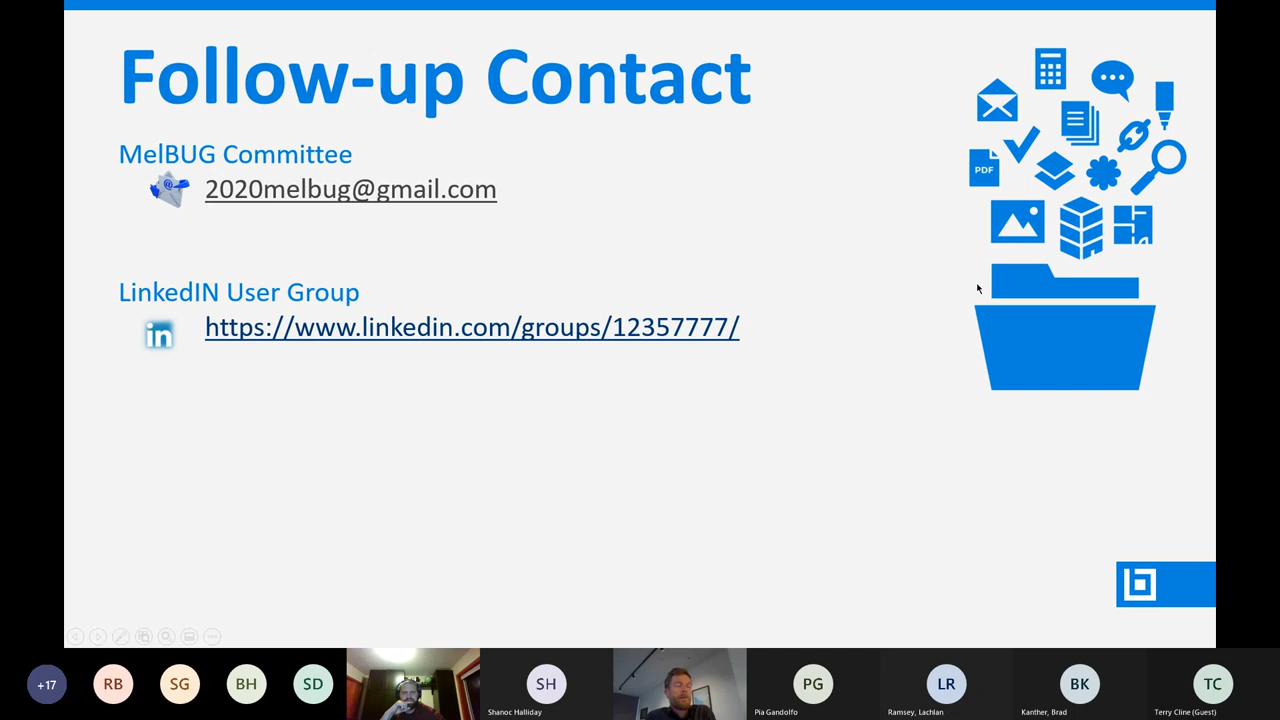 Follow-up Contact
MelBUG Committee
2020melbug@gmail.com
LinkedIN User Group
in
https://www.linkedin.com/groups/12357777/
PDF
+17
RB
SG
BH
SD
SH
Shanoc Halliday
PG
Pia Gandolfo
LR
Ramsey, Lachlan
BK
Kanther, Brad
TC
Terry Cline (Guest)